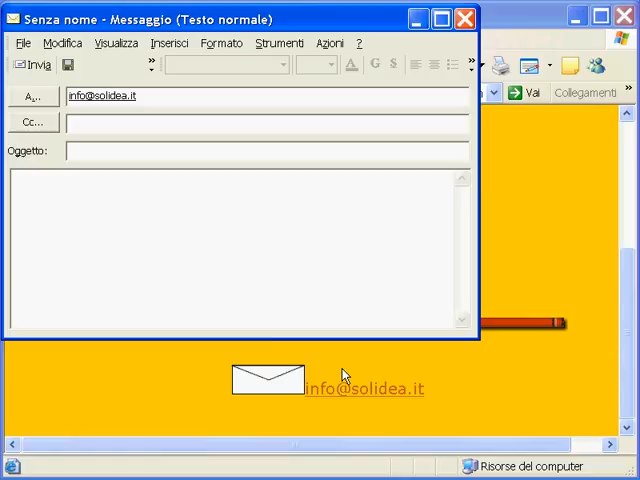 Senza nome - Messaggio (Testo normale)
File Modifica Visualizza Inserisci Formato Strumenti Azioni ?
Invia » A G S »
A... info@solidea.it
Vai Collegamenti »
Cc...
Oggetto:
info@solidea.it
Risorse del computer